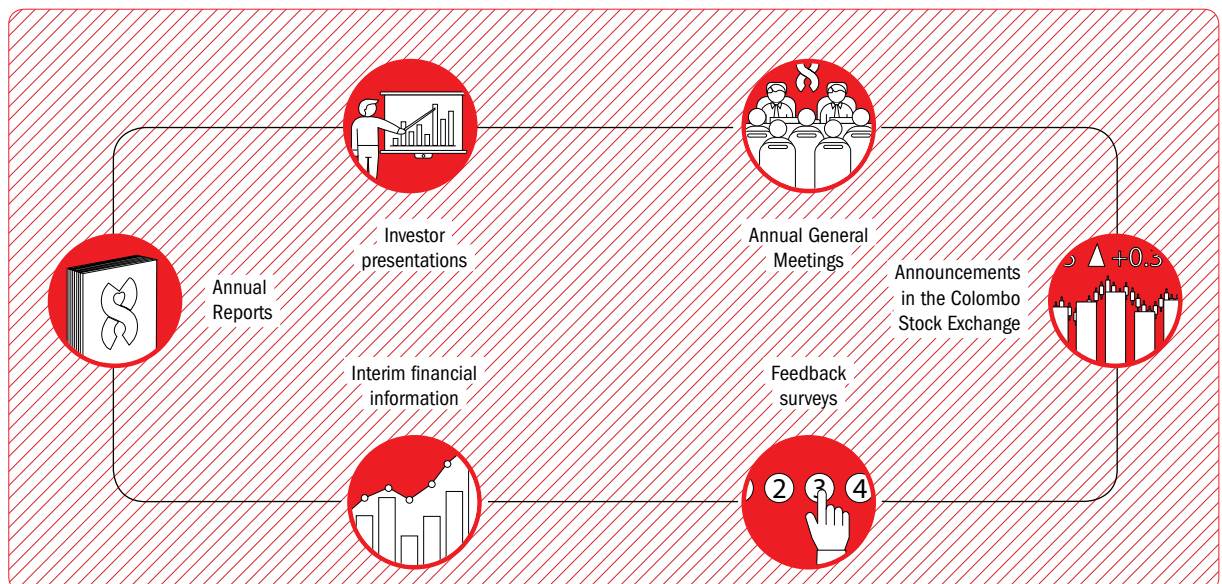 Investor
presentations
Annual General
Meetings
Annual
Reports
5 ▲ +0.3
Announcements
in the Colombo
Stock Exchange
Interim financial
information
Feedback
surveys
2 3 4